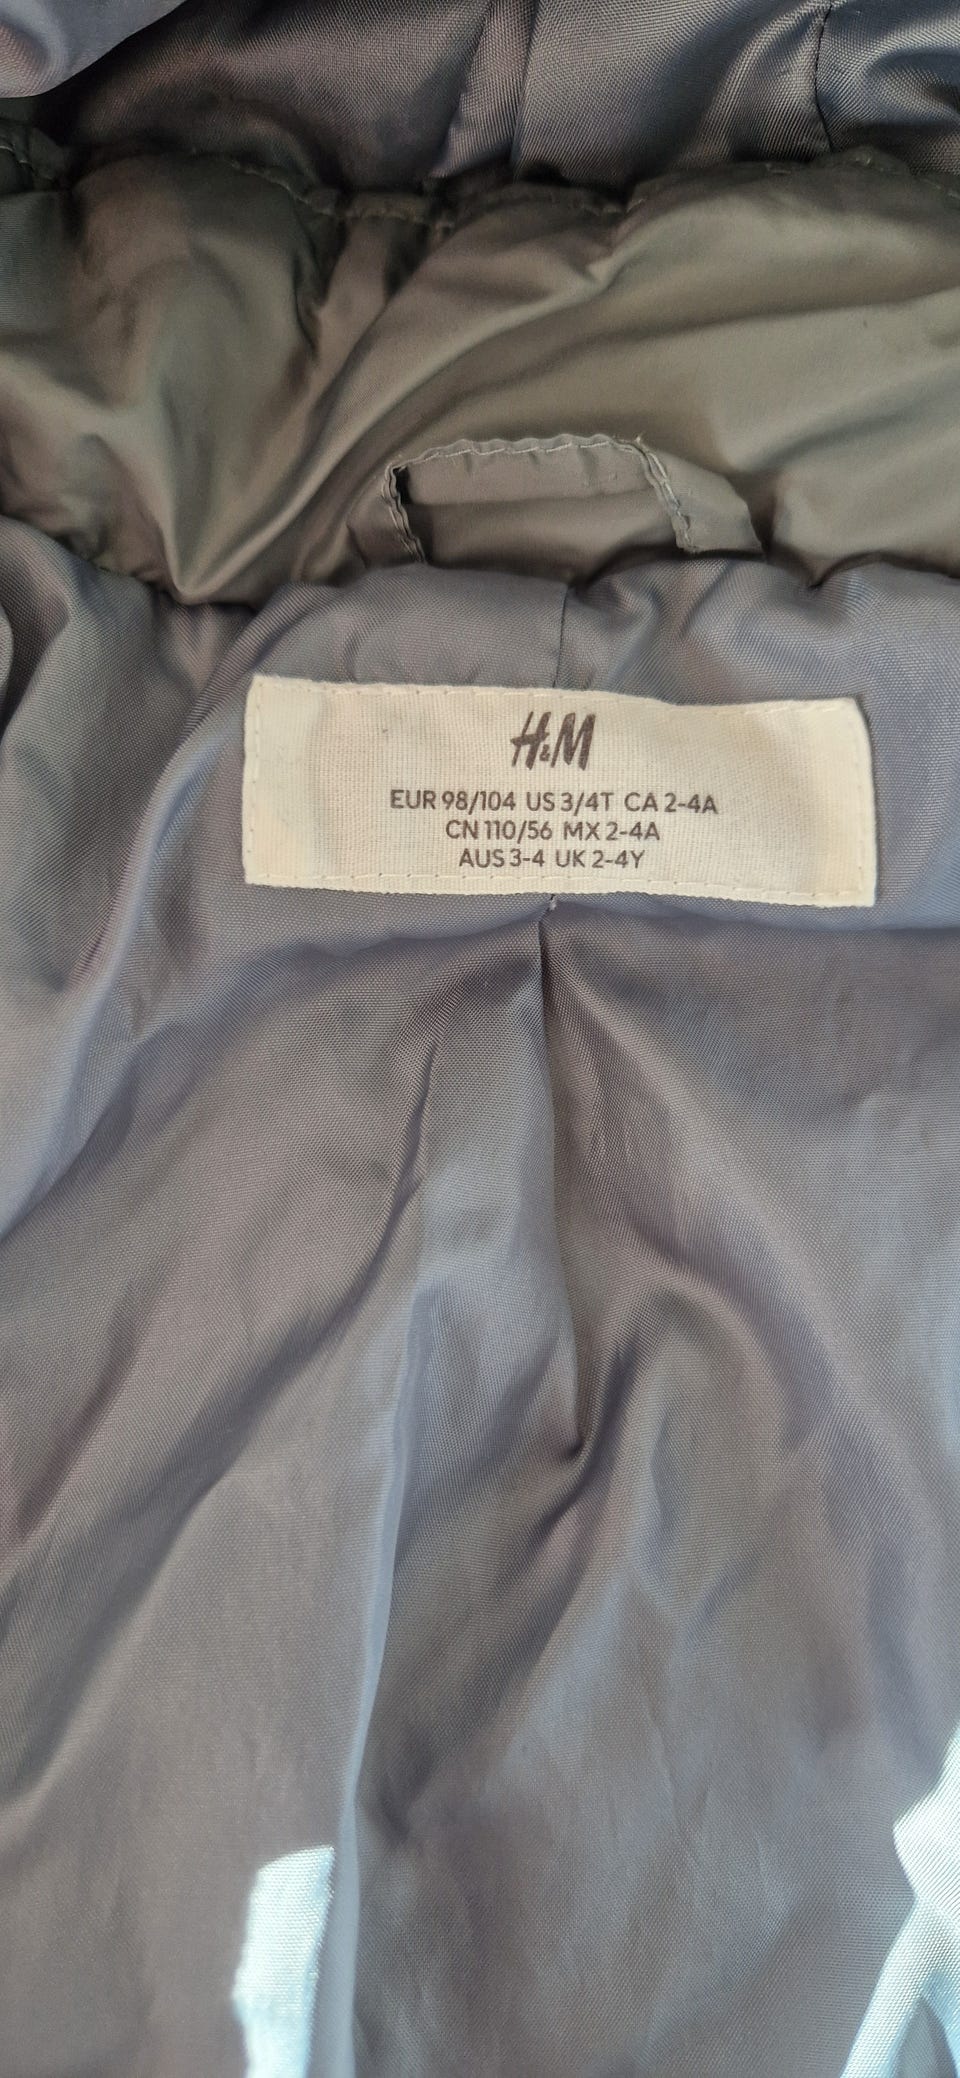 H&M
EUR 98/104 US 3/4T CA 2-4A
CN 110/56 MX 2-4A
AUS 3-4 UK 2-4Y